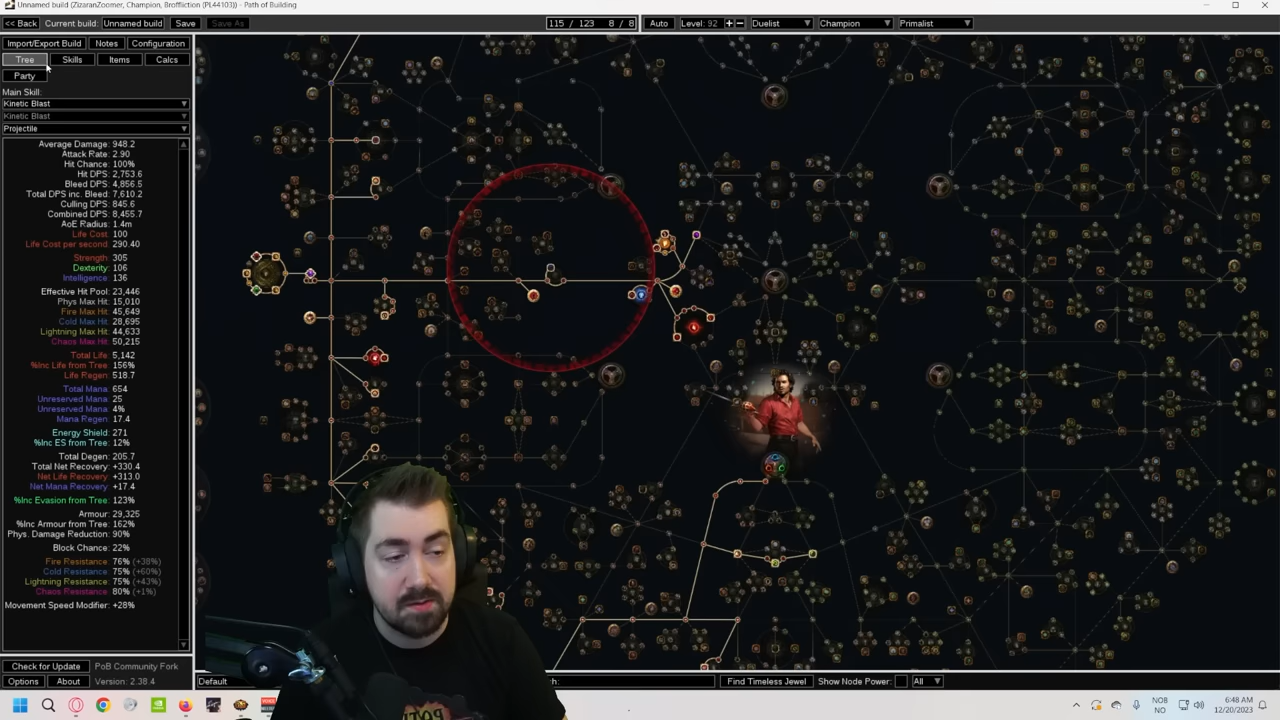 Unnamed build (ZizaranZoomer, Champion, Broffliction (PL44103)) - Path of Building
<< Back Current build: Unnamed build Save Save As 115 / 123 8 / 8 Auto Level: 92 + - Duelist Champion Primalist
Import/Export Build Notes Configuration
Tree Skills Items Calcs
Party
Main Skill:
Kinetic Blast
Kinetic Blast
Projectile
Average Damage: 948.2
Attack Rate: 2.90
Hit Chance: 100%
Hit DPS: 2,753.6
Bleed DPS: 4,856.5
Total DPS inc. Bleed: 7,610.2
Culling DPS: 845.6
Combined DPS: 8,455.7
AoE Radius: 1.4m
Life Cost: 100
Life Cost per second: 290.40
Strength: 305
Dexterity: 106
Intelligence: 136
Effective Hit Pool: 23,446
Phys Max Hit: 15,010
Fire Max Hit: 45,649
Cold Max Hit: 28,695
Lightning Max Hit: 44,633
Chaos Max Hit: 50,215
Total Life: 5,142
%Inc Life from Tree: 156%
Life Regen: 518.7
Total Mana: 654
Unreserved Mana: 25
Unreserved Mana: 4%
Mana Regen: 17.4
Energy Shield: 271
%Inc ES from Tree: 12%
Total Degen: 205.7
Total Net Recovery: +330.4
Net Life Recovery: +313.0
Net Mana Recovery: +17.4
%Inc Evasion from Tree: 123%
Armour: 29,325
%Inc Armour from Tree: 162%
Phys. Damage Reduction: 90%
Block Chance: 22%
Fire Resistance: 76% (+38%)
Cold Resistance: 75% (+60%)
Lightning Resistance: 75% (+43%)
Chaos Resistance: 80% (+1%)
Movement Speed Modifier: +28%
Check for Update PoB Community Fork
Options About Version: 2.38.4
Default Find Timeless Jewel Show Node Power: All
NOB 6:48 AM
NO 12/20/2023